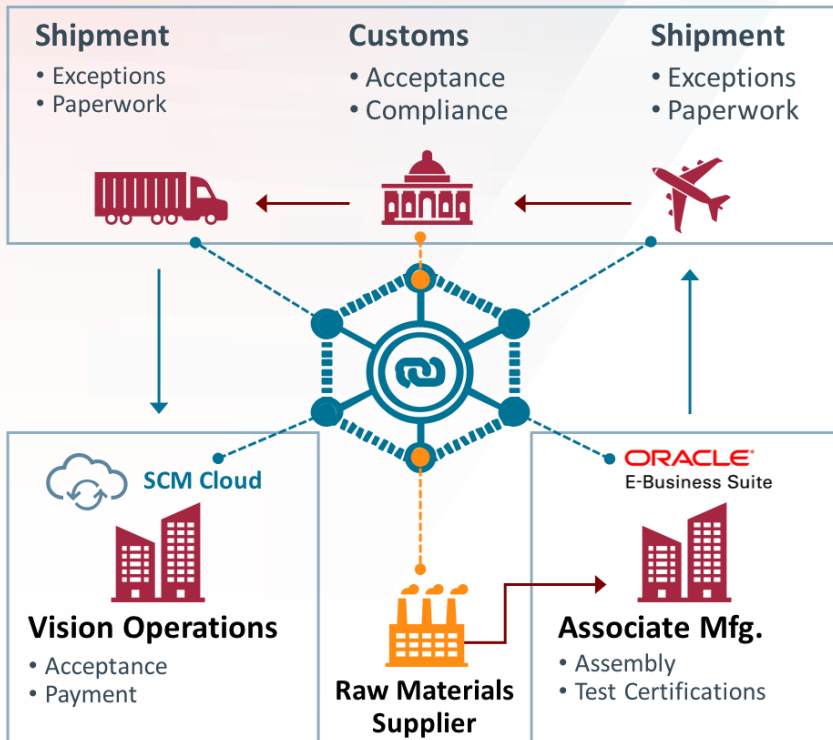 Shipment
• Exceptions
• Paperwork
Customs
• Acceptance
• Compliance
Shipment
• Exceptions
• Paperwork
SCM Cloud
Vision Operations
• Acceptance
• Payment
Raw Materials
Supplier
ORACLE®
E-Business Suite
Associate Mfg.
• Assembly
• Test Certifications